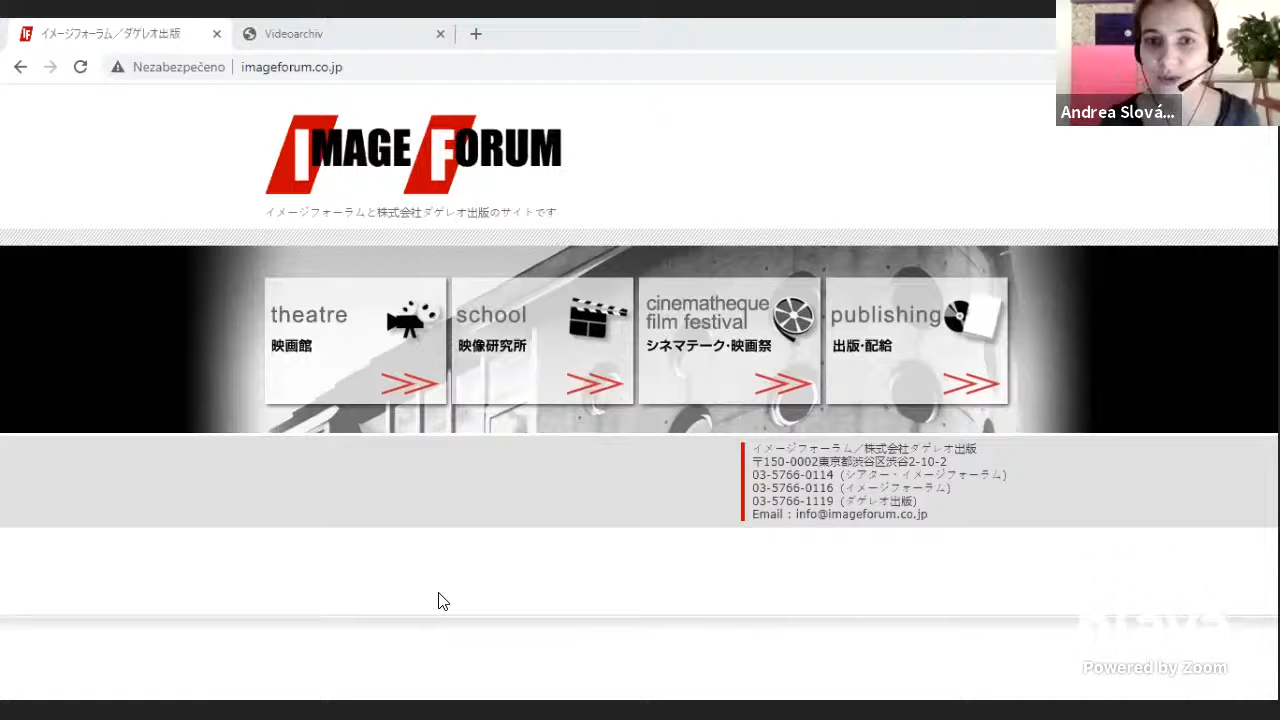 イメージフォーラム／ダゲレオ出版
Videoarchiv
Nezabezpečeno
imageforum.co.jp
Andrea Slová...
IMAGE FORUM
イメージフォーラムと株式会社ダゲレオ出版のサイトです
theatre
映画館
school
映像研究所
cinematheque
film festival
シネマテーク・映画祭
publishing
出版・配給
イメージフォーラム／株式会社ダゲレオ出版
〒150-0002東京都渋谷区渋谷2-10-2
03-5766-0114（シアター・イメージフォーラム）
03-5766-0116（イメージフォーラム）
03-5766-1119（ダゲレオ出版）
Email : info@imageforum.co.jp
Powered by Zoom